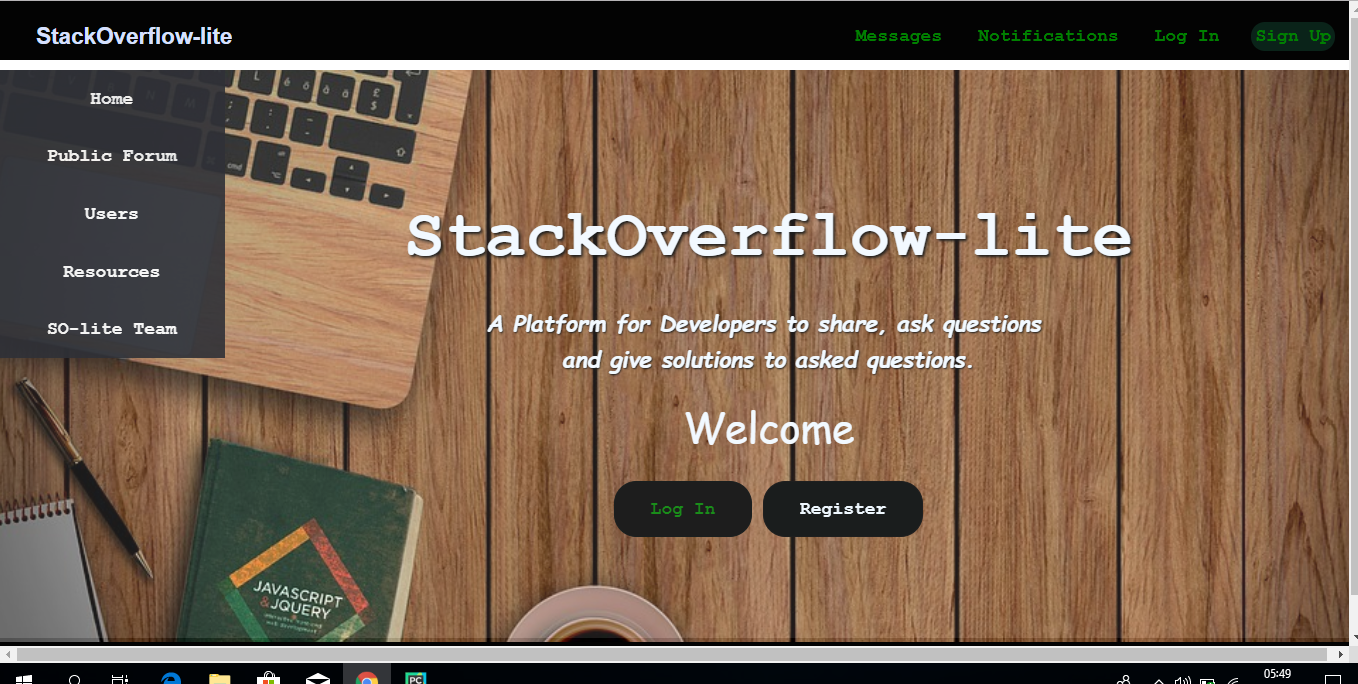 StackOverflow-lite
Messages Notifications Log In Sign Up
Home
Public Forum
Users
Resources
SO-lite Team
StackOverflow-lite
A Platform for Developers to share, ask questions
and give solutions to asked questions.
Welcome
Log In Register
cmd
JAVASCRIPT
&JQUERY
05:49
PC